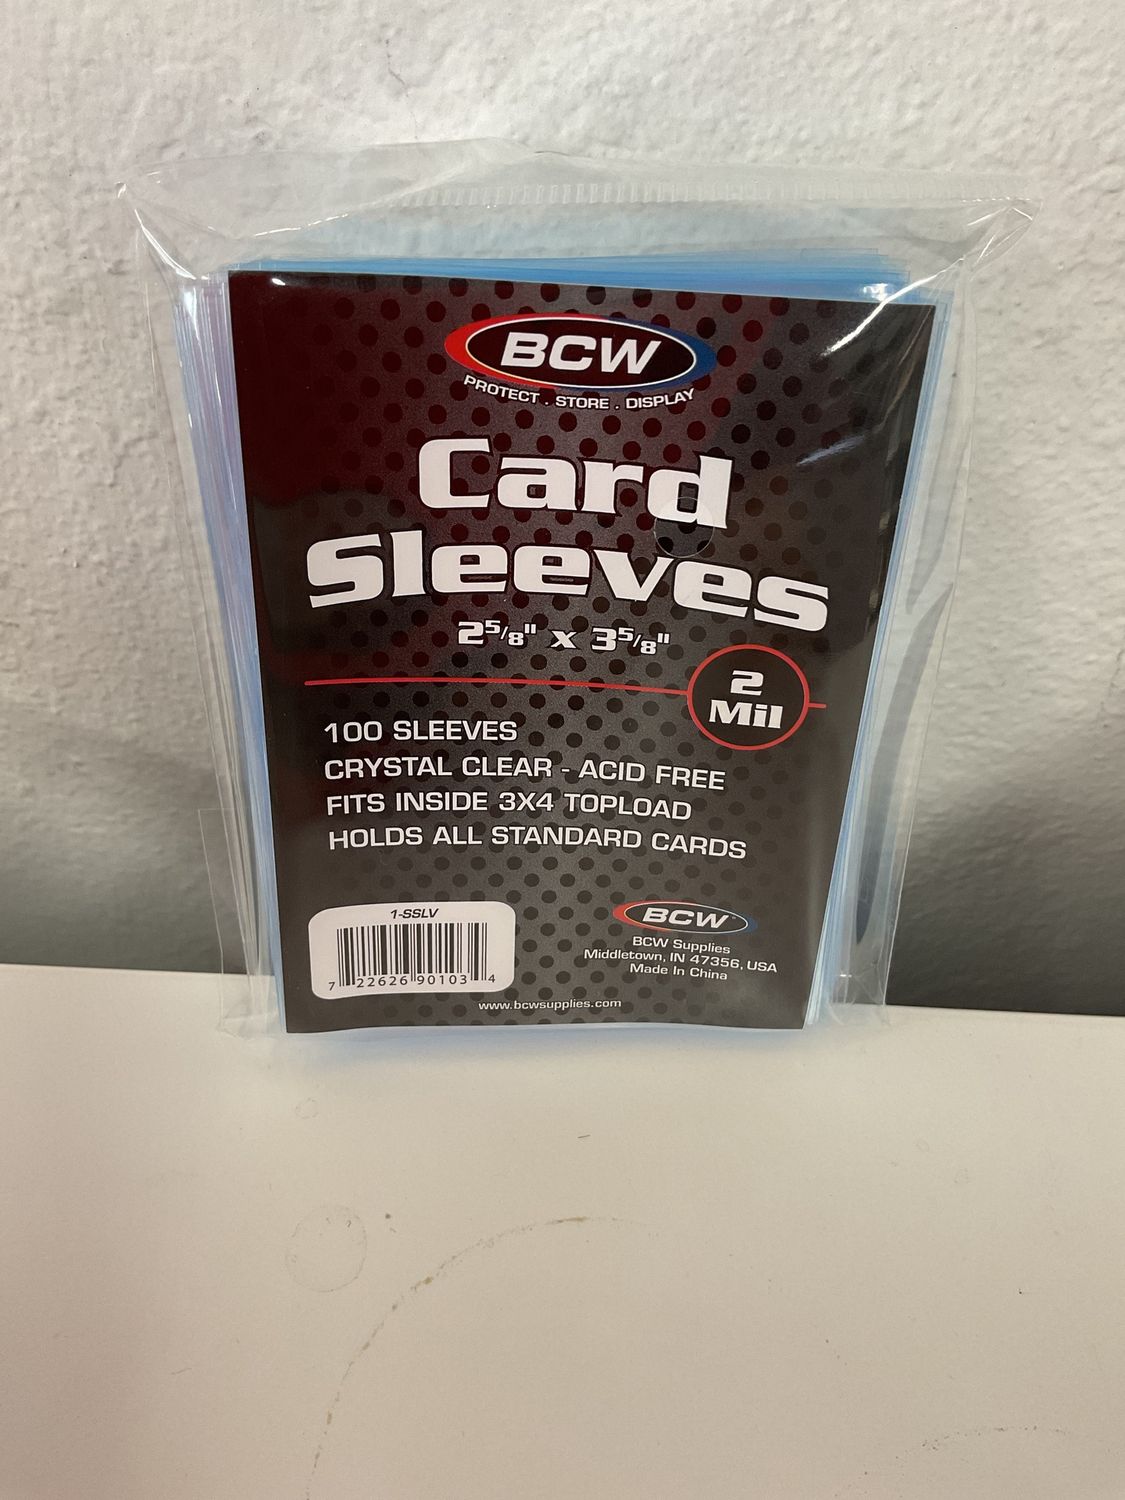 BCW
PROTECT . STORE . DISPLAY
Card
Sleeves
2 5/8" x 3 5/8"
2
Mil
100 SLEEVES
CRYSTAL CLEAR - ACID FREE
FITS INSIDE 3X4 TOPLOAD
HOLDS ALL STANDARD CARDS
1-SSLV
7 22626 90103 4
BCW
BCW Supplies
Middletown, IN 47356, USA
Made In China
www.bcwsupplies.com